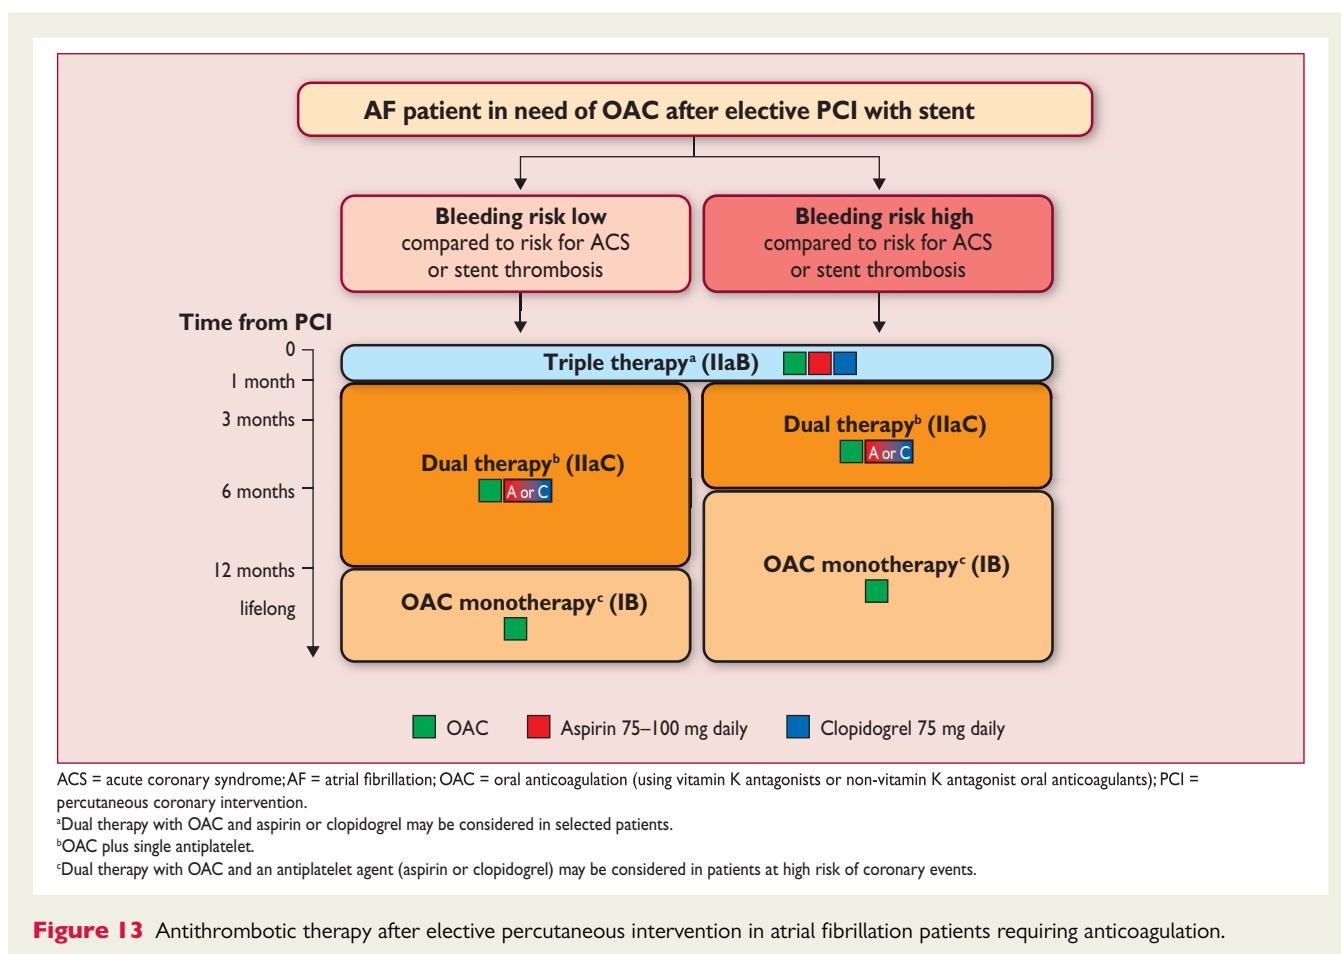 AF patient in need of OAC after elective PCI with stent
Bleeding risk low
compared to risk for ACS
or stent thrombosis
Bleeding risk high
compared to risk for ACS
or stent thrombosis
Time from PCI
0
1 month
3 months
6 months
12 months
lifelong
Triple therapyᵃ (IIaB)
Dual therapyᵇ (IIaC)
A or C
OAC monotherapyᶜ (IB)
Dual therapyᵇ (IIaC)
A or C
OAC monotherapyᶜ (IB)
OAC
Aspirin 75–100 mg daily
Clopidogrel 75 mg daily
ACS = acute coronary syndrome; AF = atrial fibrillation; OAC = oral anticoagulation (using vitamin K antagonists or non-vitamin K antagonist oral anticoagulants); PCI =
percutaneous coronary intervention.
ᵃDual therapy with OAC and aspirin or clopidogrel may be considered in selected patients.
ᵇOAC plus single antiplatelet.
ᶜDual therapy with OAC and an antiplatelet agent (aspirin or clopidogrel) may be considered in patients at high risk of coronary events.
Figure 13 Antithrombotic therapy after elective percutaneous intervention in atrial fibrillation patients requiring anticoagulation.